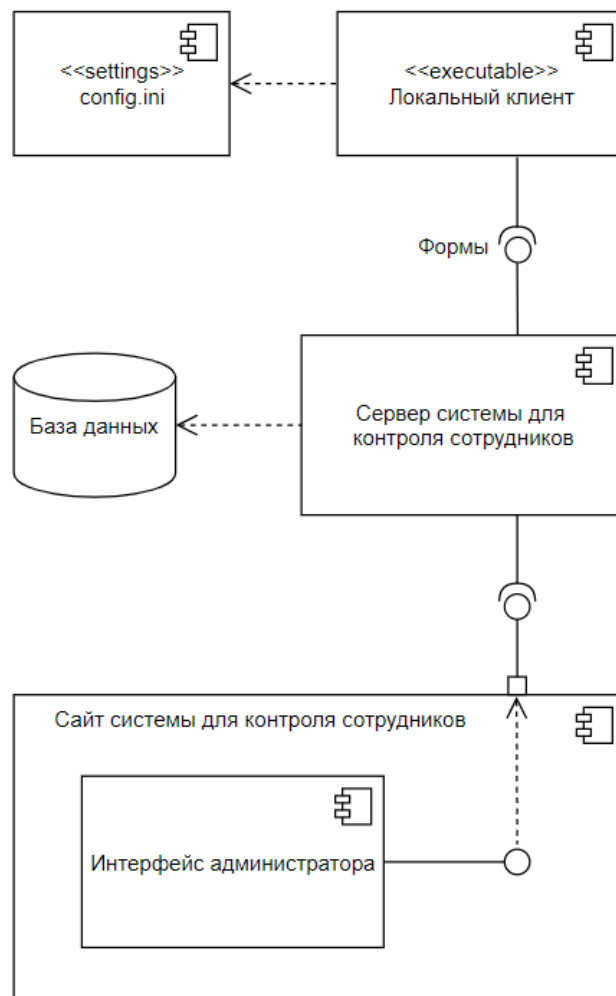 <<settings>>
config.ini
<<executable>>
Локальный клиент
Формы
База данных
Сервер системы для
контроля сотрудников
Сайт системы для контроля сотрудников
Интерфейс администратора